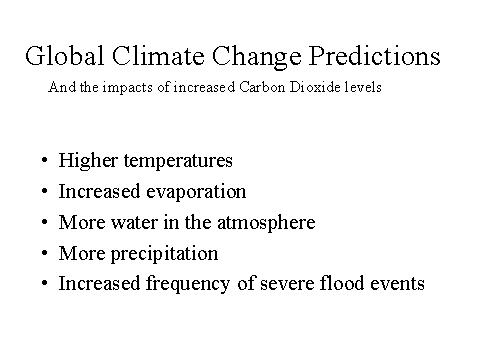 Global Climate Change Predictions
And the impacts of increased Carbon Dioxide levels
• Higher temperatures
• Increased evaporation
• More water in the atmosphere
• More precipitation
• Increased frequency of severe flood events